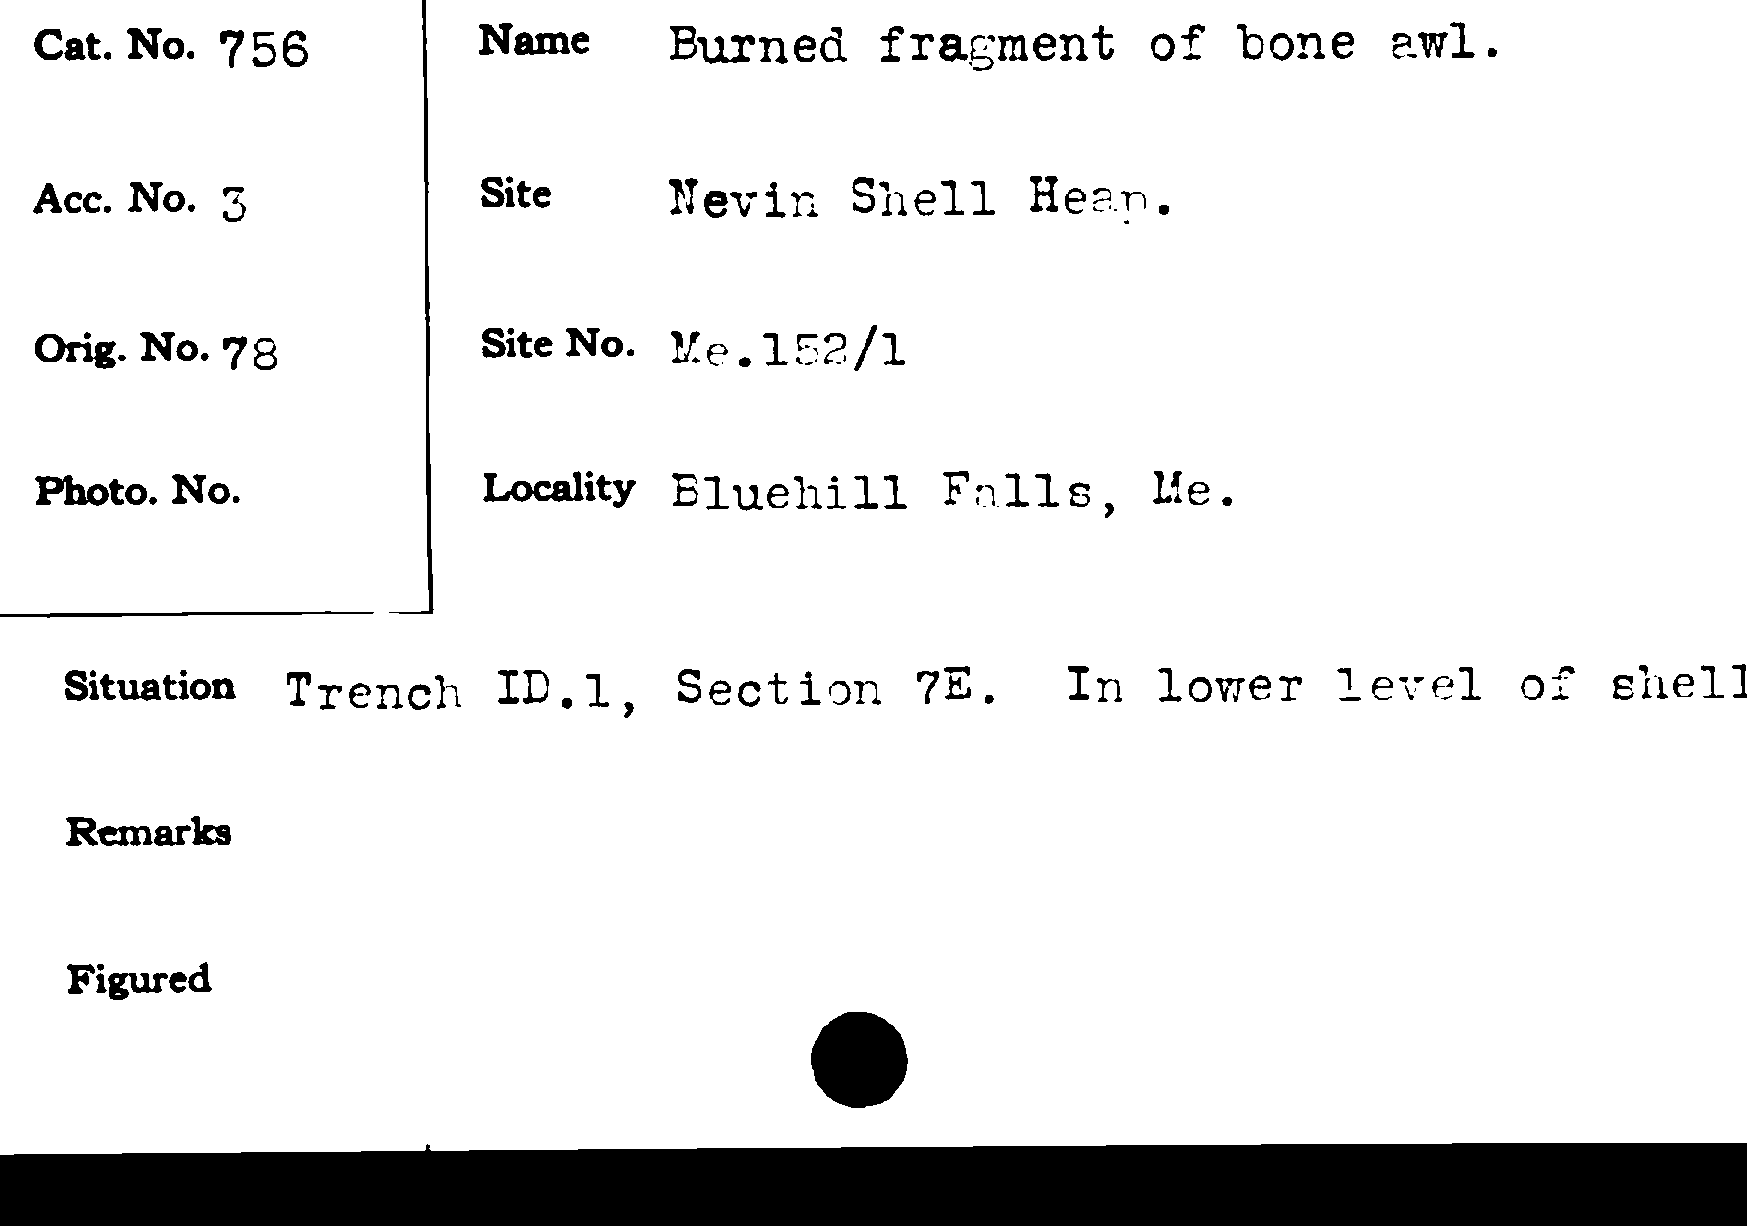 Cat. No. 756
Name Burned fragment of bone awl.
Acc. No. 3
Site Nevin Shell Heap.
Orig. No. 78
Site No. Me.152/1
Photo. No.
Locality Bluehill Falls, Me.
Situation Trench ID.1, Section 7E. In lower level of shell
Remarks
Figured